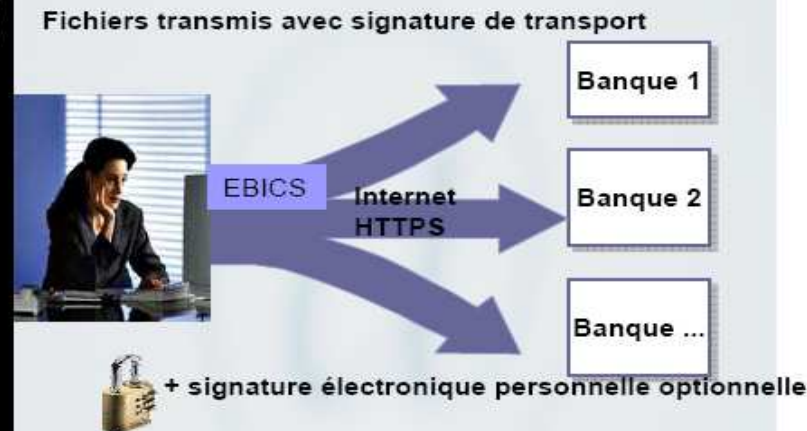 Fichiers transmis avec signature de transport
Banque 1
EBICS
Internet
HTTPS
Banque 2
Banque ...
+ signature électronique personnelle optionnelle